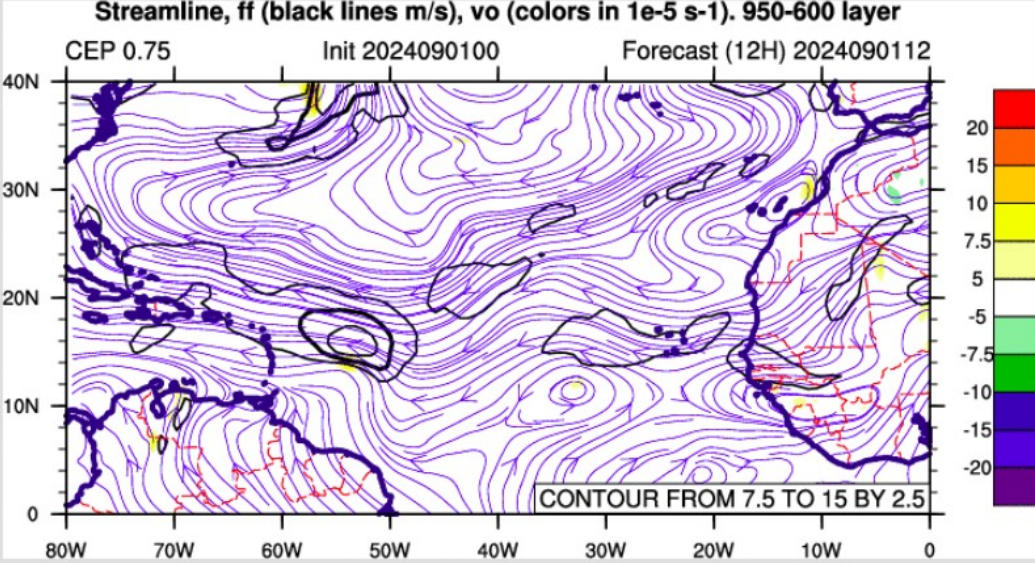 Streamline, ff (black lines m/s), vo (colors in 1e-5 s-1). 950-600 layer
CEP 0.75 Init 2024090100 Forecast (12H) 2024090112
40N
30N
20N
10N
0
80W 70W 60W 50W 40W 30W 20W 10W 0
CONTOUR FROM 7.5 TO 15 BY 2.5
20
15
10
7.5
5
-5
-7.5
-10
-15
-20